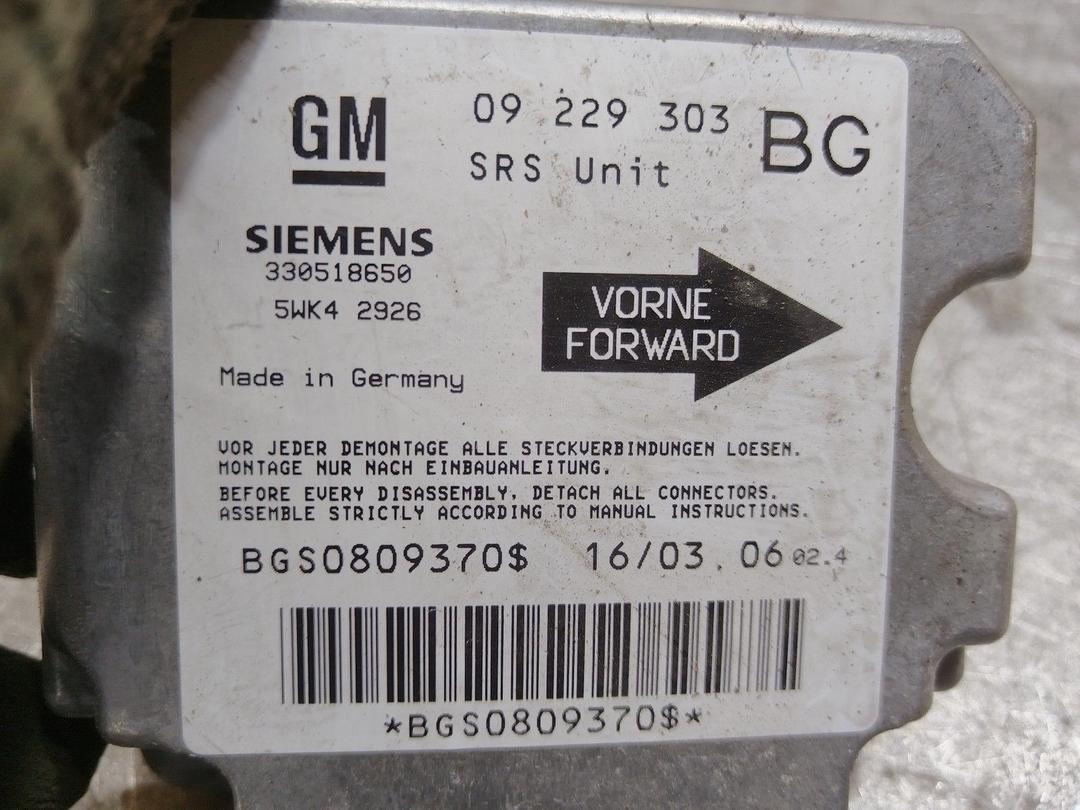 GM
09 229 303 BG
SRS Unit
SIEMENS
330518650
5WK4 2926
VORNE
FORWARD
Made in Germany
VOR JEDER DEMONTAGE ALLE STECKVERBINDUNGEN LOESEN.
MONTAGE NUR NACH EINBAUANLEITUNG.
BEFORE EVERY DISASSEMBLY, DETACH ALL CONNECTORS.
ASSEMBLE STRICTLY ACCORDING TO MANUAL INSTRUCTIONS.
BGS0809370$ 16/03.06 02.4
*BGS0809370$*